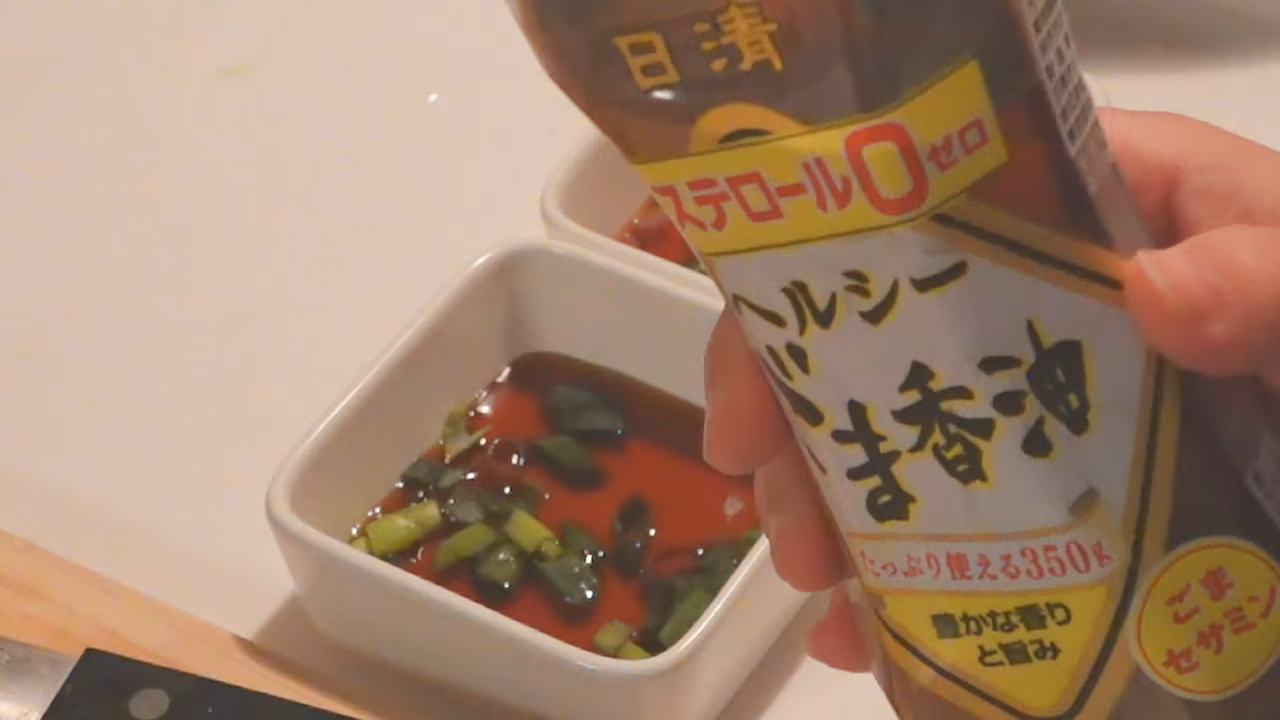 日清
ステロール0ゼロ
ヘルシー
ごま香油
たっぷり使える350g
豊かな香り
と旨み
ごま
セサミン